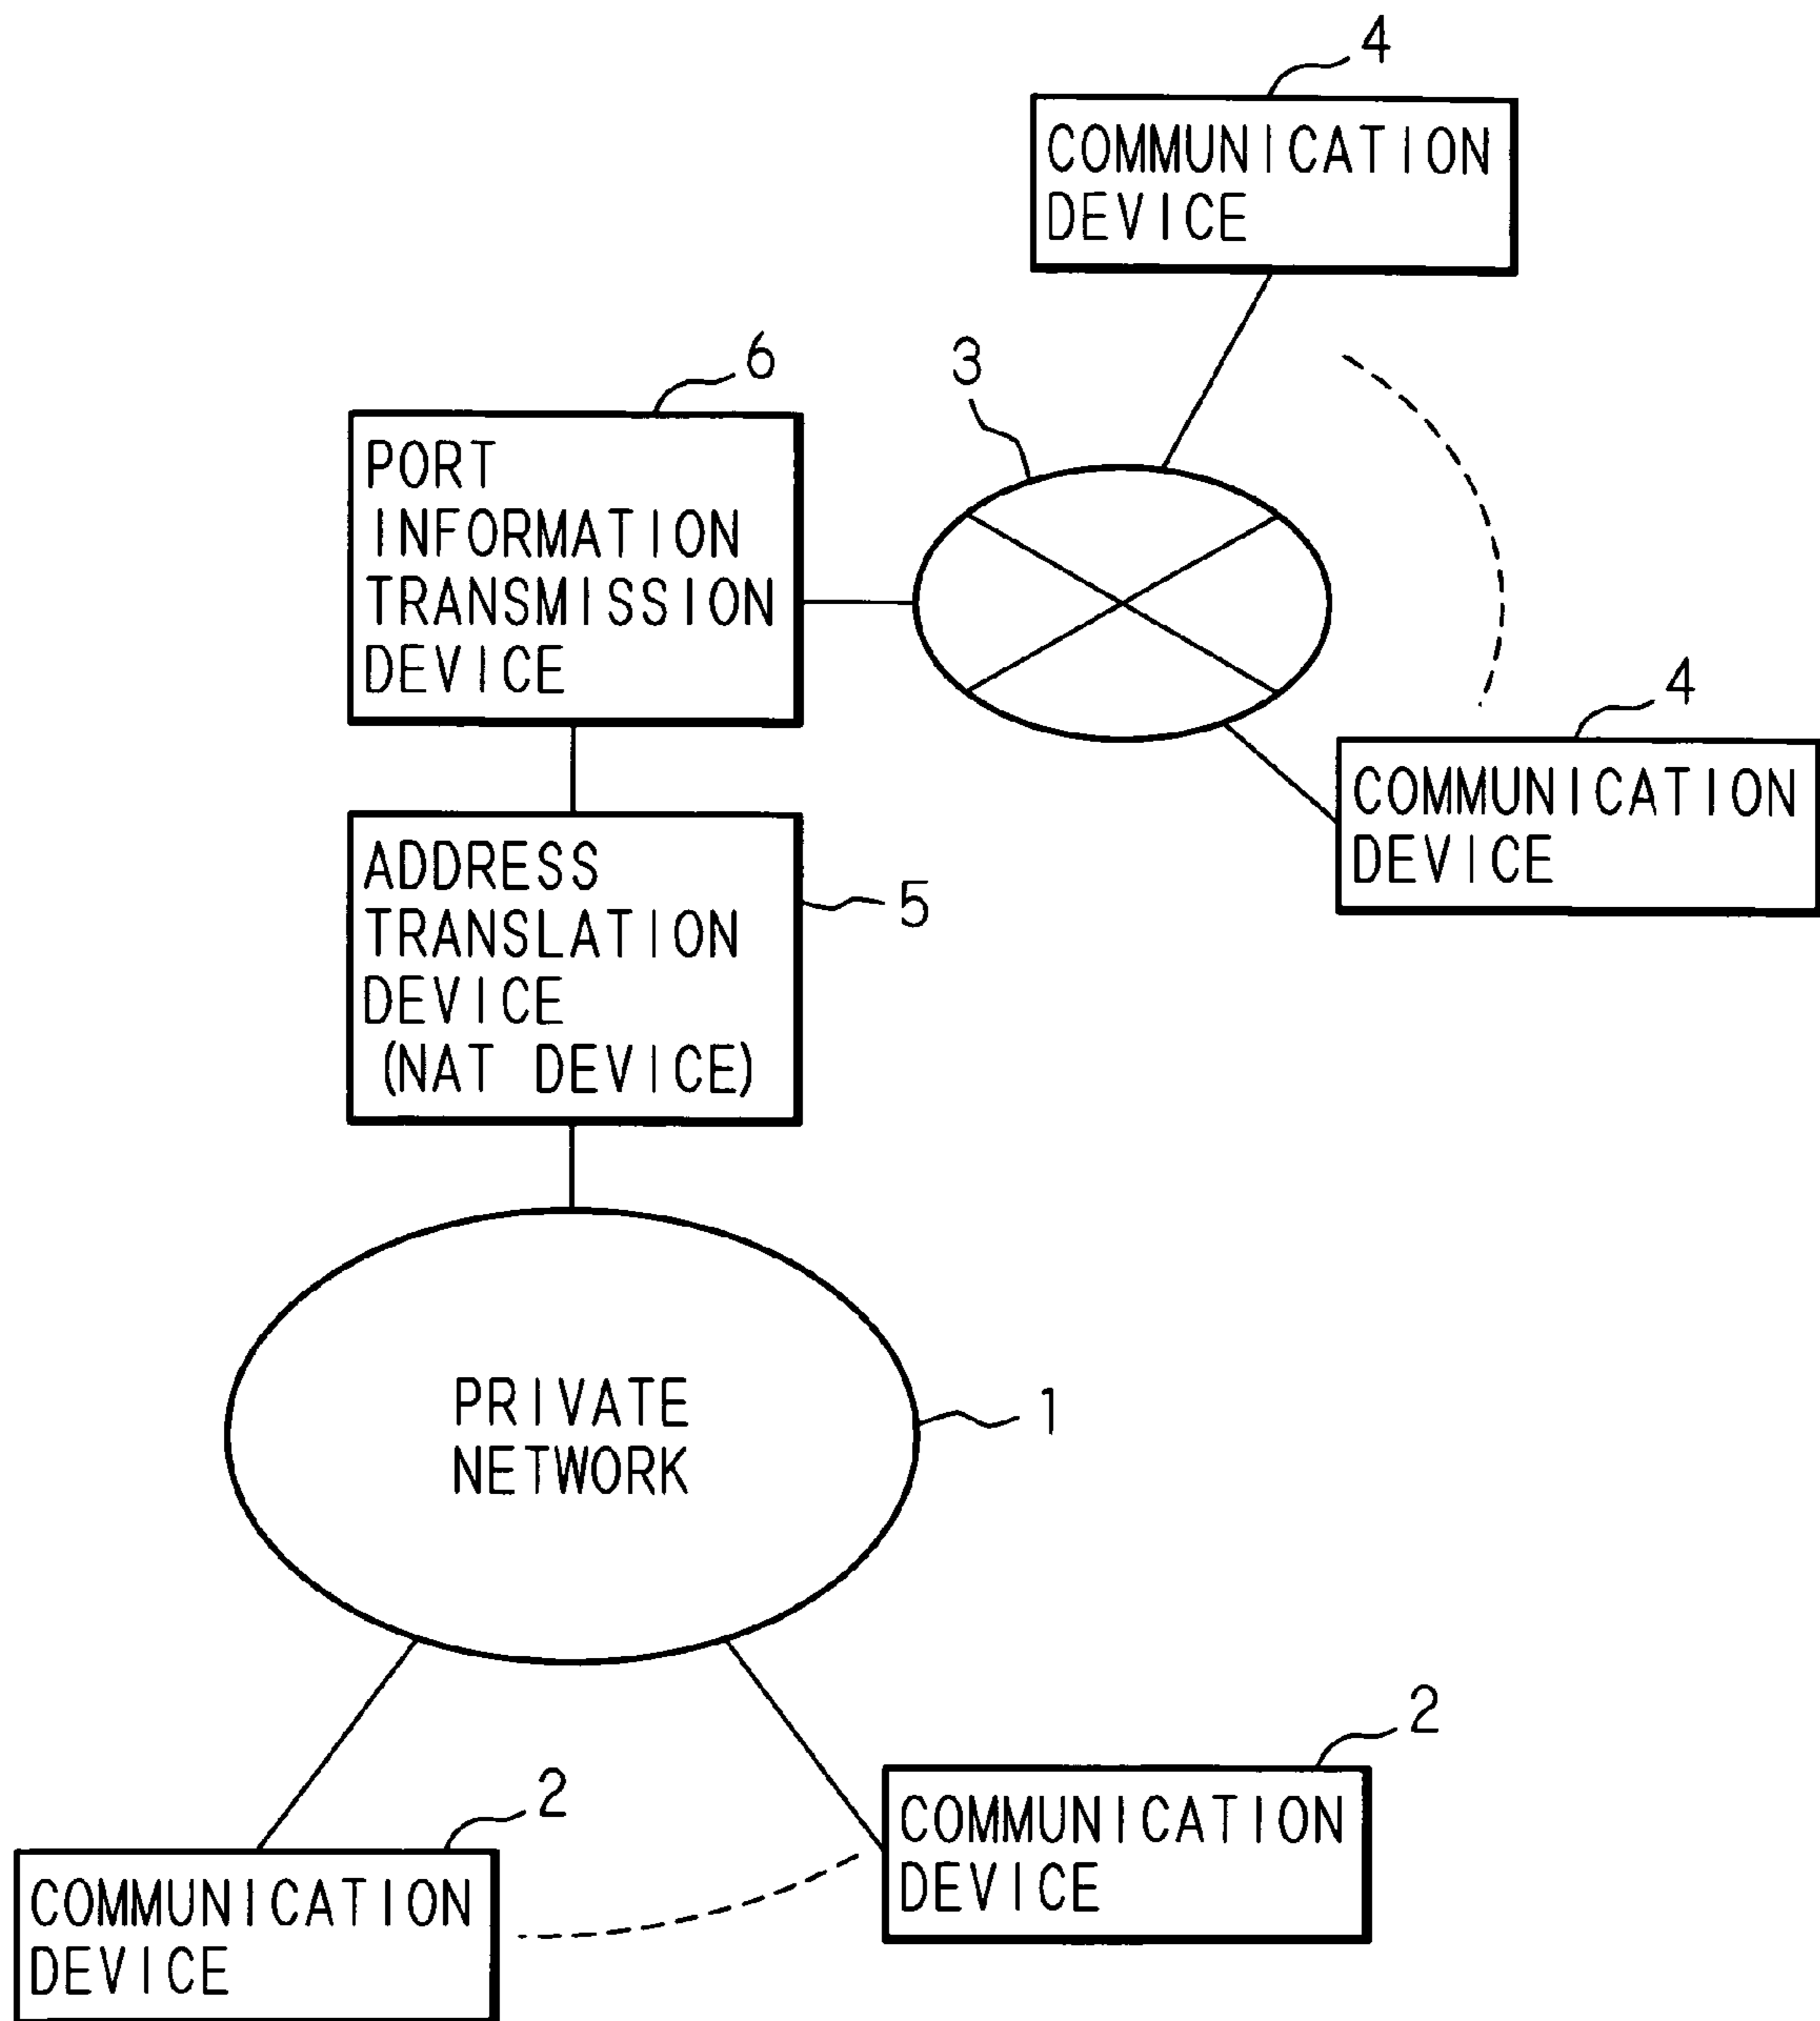 4
COMMUNICATION
DEVICE
6
3
PORT
INFORMATION
TRANSMISSION
DEVICE
4
COMMUNICATION
DEVICE
ADDRESS
TRANSLATION
DEVICE
(NAT DEVICE)
5
PRIVATE
NETWORK
1
2
COMMUNICATION
DEVICE
2
COMMUNICATION
DEVICE